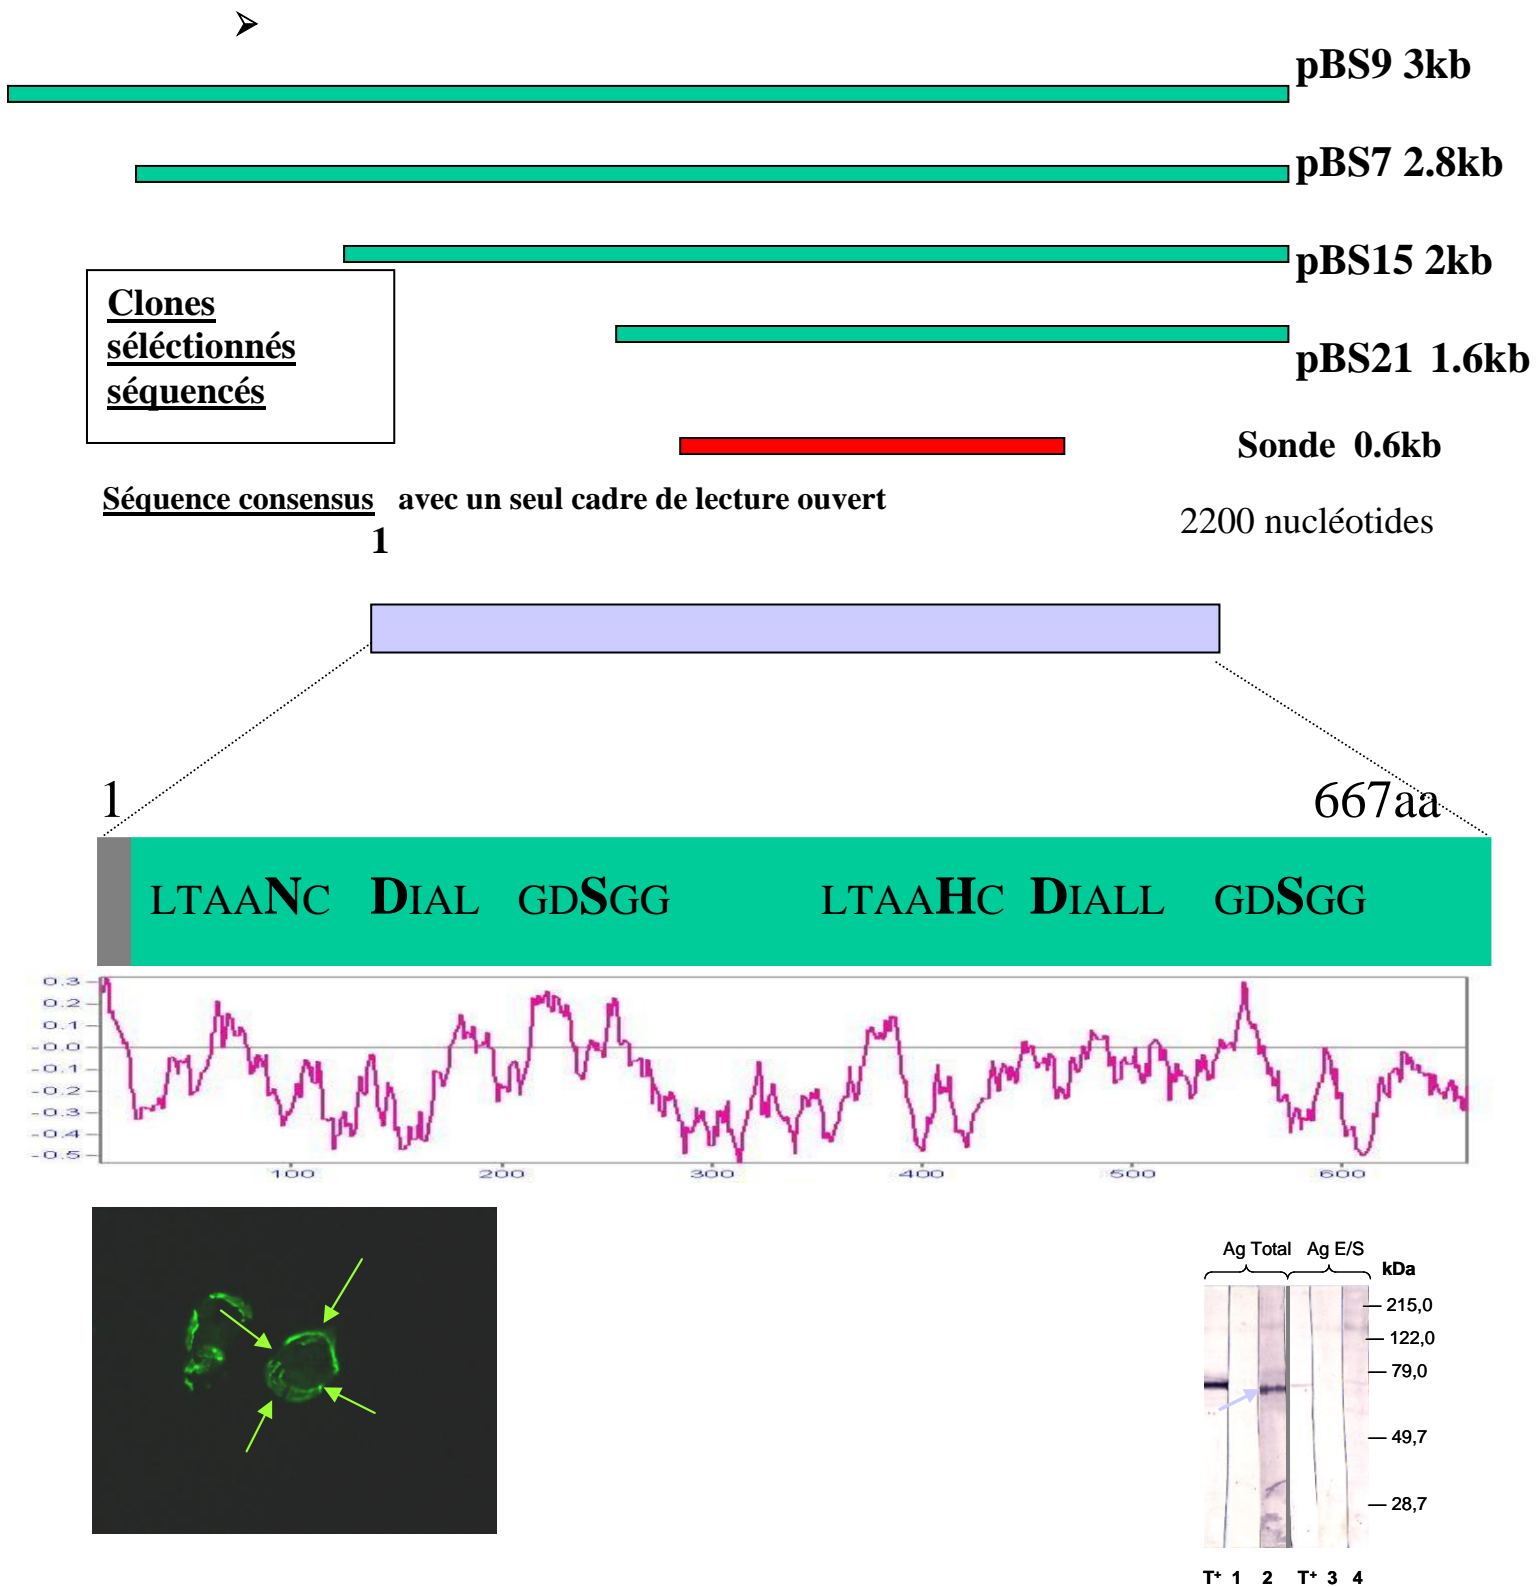 ➢
pBS9 3kb
pBS7 2.8kb
pBS15 2kb
Clones
séléctionnés
séquencés
pBS21 1.6kb
Sonde 0.6kb
Séquence consensus avec un seul cadre de lecture ouvert
2200 nucléotides
1
1
667aa
LTAANC DIAL GDSGG LTAAHC DIALL GDSGG
0.3
0.2
0.1
-0.0
-0.1
-0.2
-0.3
-0.4
-0.5
100 200 300 400 500 600
Ag Total Ag E/S
kDa
215,0
122,0
79,0
49,7
28,7
T+ 1 2 T+ 3 4